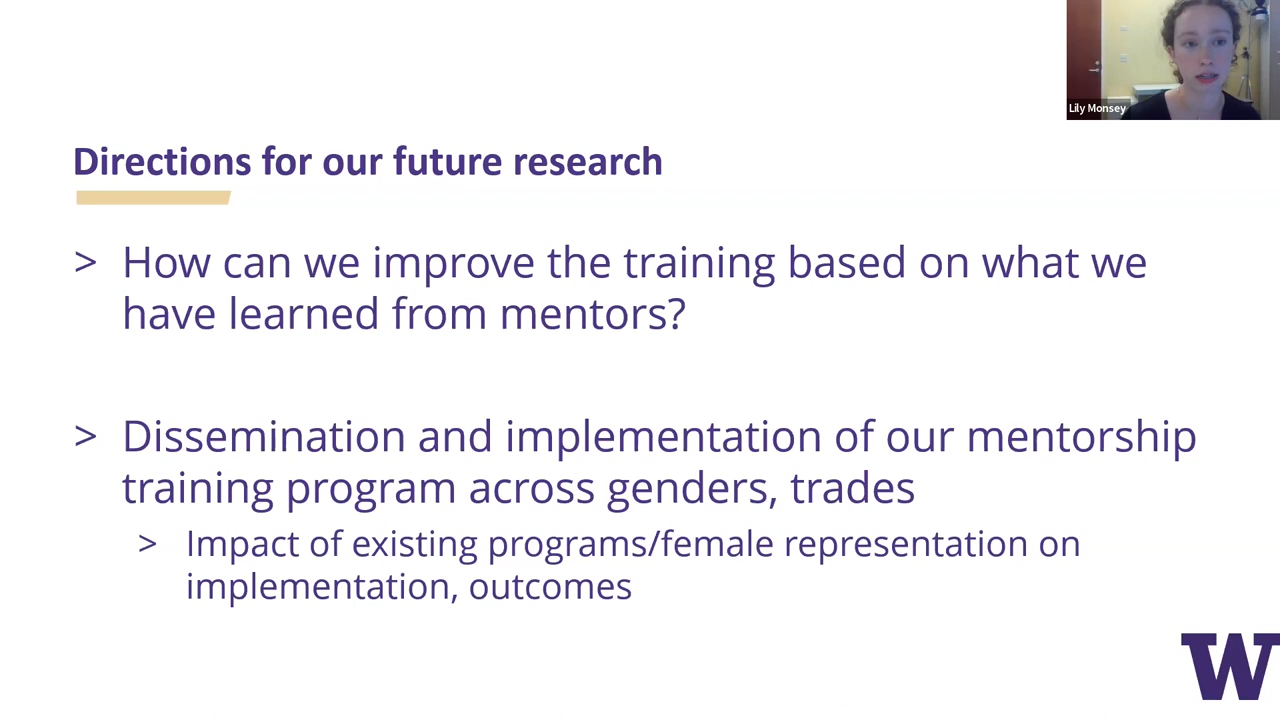 Lily Monsey
Directions for our future research
> How can we improve the training based on what we
have learned from mentors?
> Dissemination and implementation of our mentorship
training program across genders, trades
> Impact of existing programs/female representation on
implementation, outcomes
W